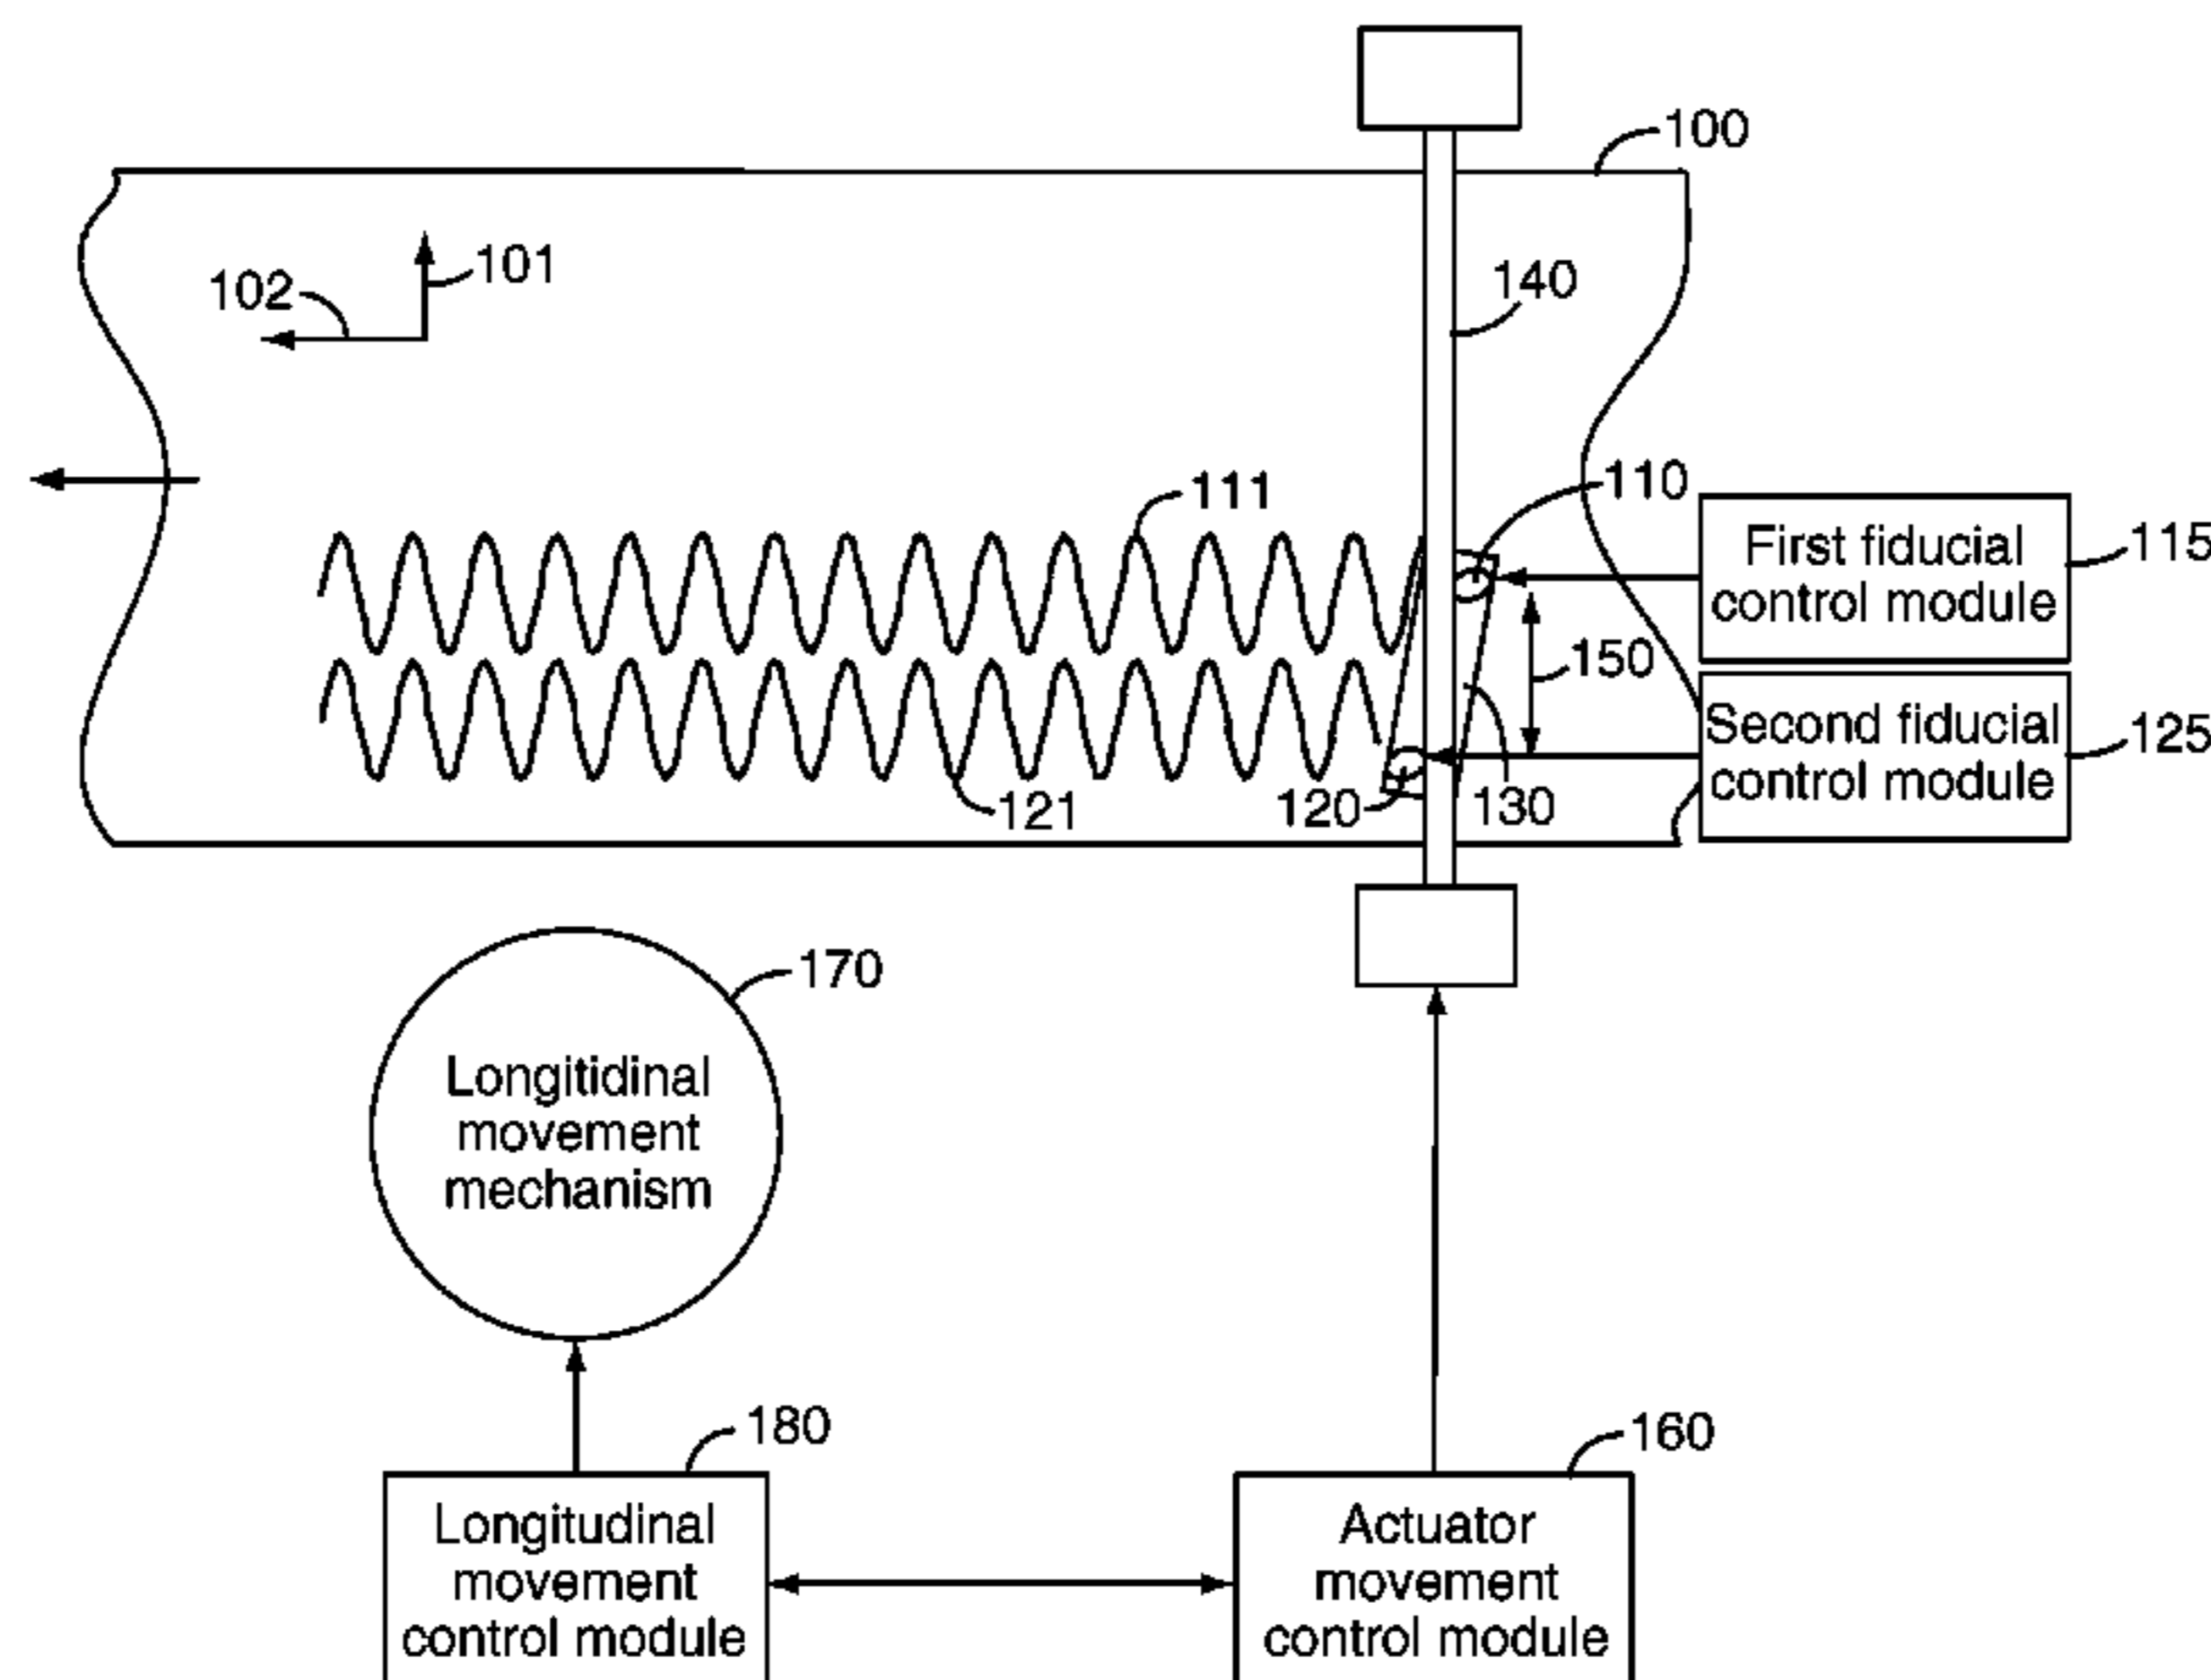 100
101
102
140
110
111
First fiducial
control module
115
150
Second fiducial
control module
125
121
120
130
170
Longitidinal
movement
mechanism
180
160
Longitudinal
movement
control module
Actuator
movement
control module